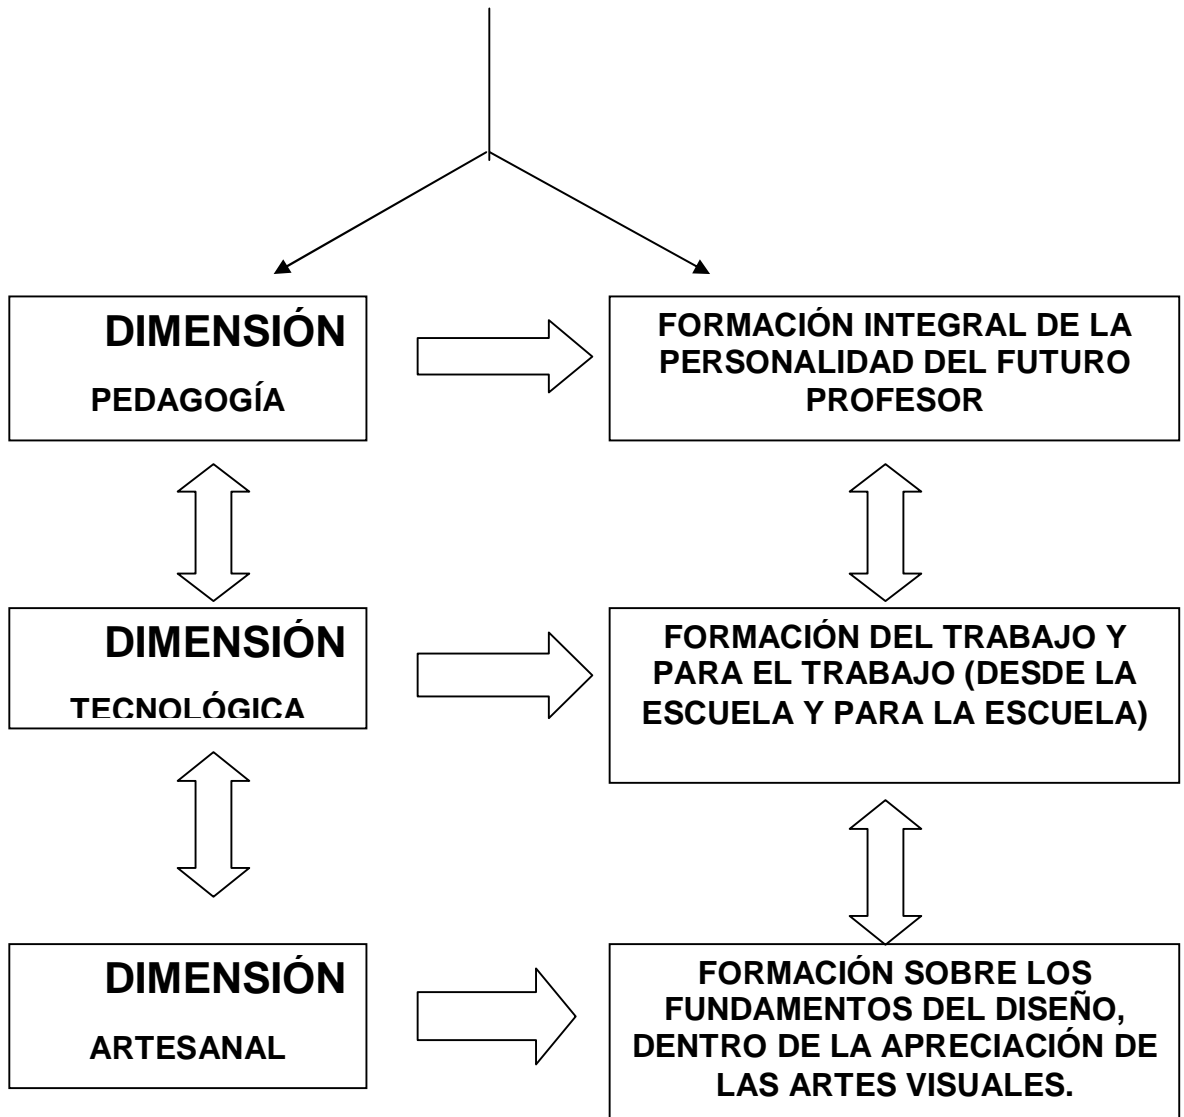 DIMENSIÓN
PEDAGOGÍA
FORMACIÓN INTEGRAL DE LA
PERSONALIDAD DEL FUTURO
PROFESOR
DIMENSIÓN
TECNOLÓGICA
FORMACIÓN DEL TRABAJO Y
PARA EL TRABAJO (DESDE LA
ESCUELA Y PARA LA ESCUELA)
DIMENSIÓN
ARTESANAL
FORMACIÓN SOBRE LOS
FUNDAMENTOS DEL DISEÑO,
DENTRO DE LA APRECIACIÓN DE
LAS ARTES VISUALES.